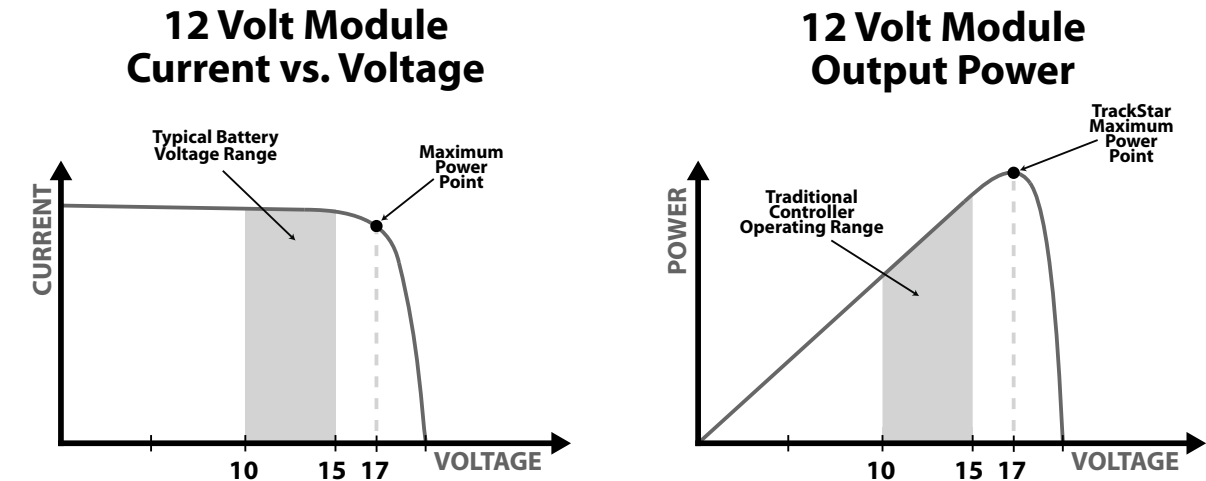 12 Volt Module
Current vs. Voltage
Typical Battery
Voltage Range
Maximum
Power
Point
CURRENT
10 15 17
VOLTAGE
12 Volt Module
Output Power
TrackStar
Maximum
Power
Point
Traditional
Controller
Operating Range
POWER
10 15 17
VOLTAGE